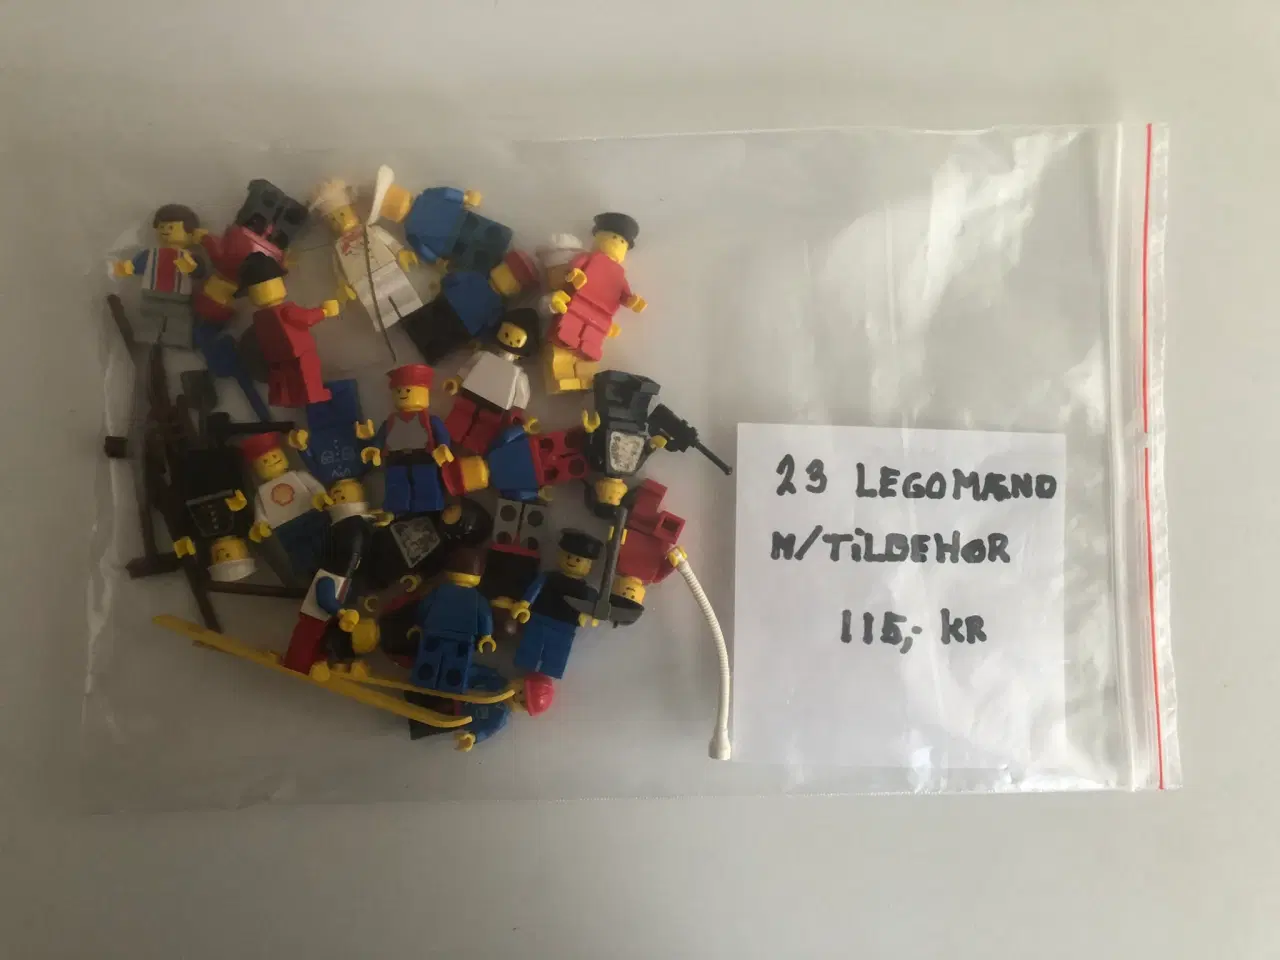 23 LEGOMÆND
M/TiLBEHØR
115,- KR